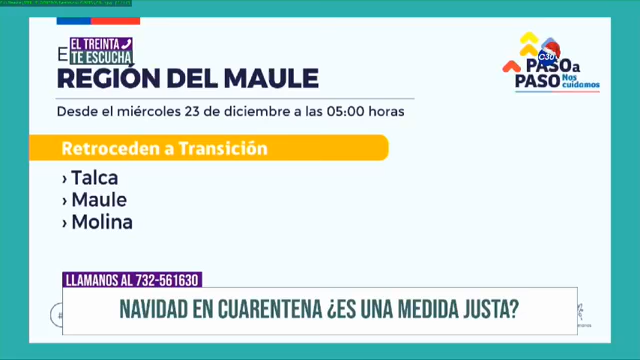 EL TREINTA
TE ESCUCHA
E
REGIÓN DEL MAULE
Desde el miércoles 23 de diciembre a las 05:00 horas
PASO a
PASO Nos
cuidamos
C30
Retroceden a Transición
› Talca
› Maule
› Molina
LLAMANOS AL 732-561630
NAVIDAD EN CUARENTENA ¿ES UNA MEDIDA JUSTA?